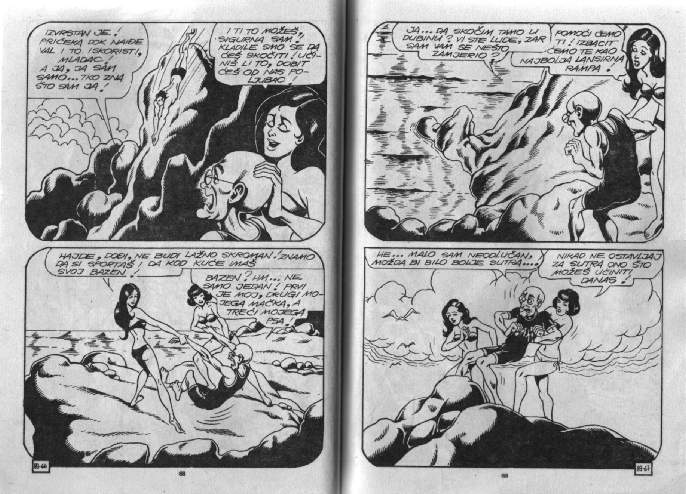 IZVRSTAN JE!
PRIČEKA DOK NAIĐE
VAL I TO ISKORISTI,
MLADAC!
A JA, JA SAM
SAMO...TKO ZNA
ŠTO SAM JA!
I TI TO MOŽEŠ,
SIGURNA SAM,
KLADILE SMO SE DA
ĆEŠ SKOČITI! UČI-
NIŠ LI TO, DOBIT
ĆEŠ OD NAS PO-
LJUBAC
HAJDE, DOĐI, NE BUDI LAŽNO SKROMAN! ZNAMO
DA SI SPORTAŠ I DA KOD KUĆE IMAŠ
SVOJ BAZEN!
BAZEN? HM... NE
SAMO JEDAN! PRVI
JE MOJ, DRUGI MO-
JEGA MAČKA, A
TREĆI MOJEGA
PSA!
68
JA... DA SKOČIM TAMO U
DUBINU? VI STE LUDE, ZAR
SAM VAM SE NEŠTO
ZAMJERIO?
POMOĆI ĆEMO
TI! IZBACIT
ĆEMO TE KAO
NAJBOLJA LANSIRNA
RAMPA!
HE... MALO SAM NEODLUČAN,
MOŽDA BI BILO BOLJE SUTRA...
NIKAD NE OSTAVLJAJ
ZA SUTRA ONO ŠTO
MOŽEŠ UČINITI
DANAS!